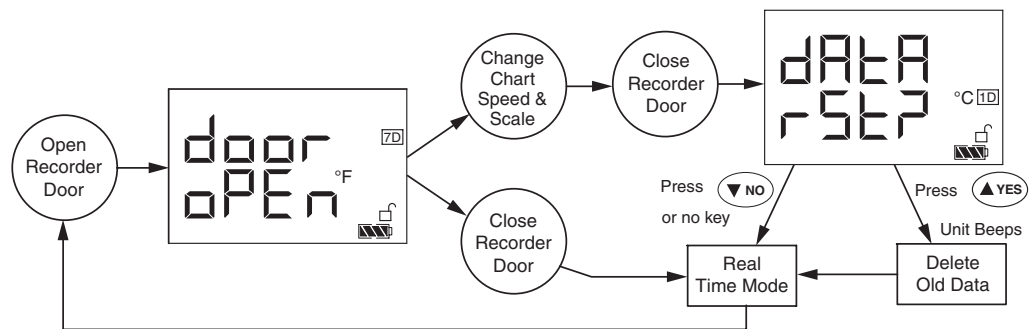 Open
Recorder
Door
door
oPEn
7D
°F
Change
Chart
Speed &
Scale
Close
Recorder
Door
Close
Recorder
Door
dAtA
rSt?
°C 1D
Press ▼ NO
or no key
Press ▲ YES
Unit Beeps
Real
Time Mode
Delete
Old Data